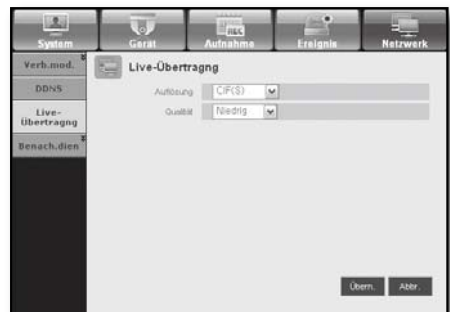 System Gerät Aufnahme Ereignis Netzwerk
REC
Verb.mod.
DDNS
Live-
Übertragng
Benach.dien
Live-Übertragng
Auflösung CIF(S)
Qualität Niedrig
Übern. Abbr.